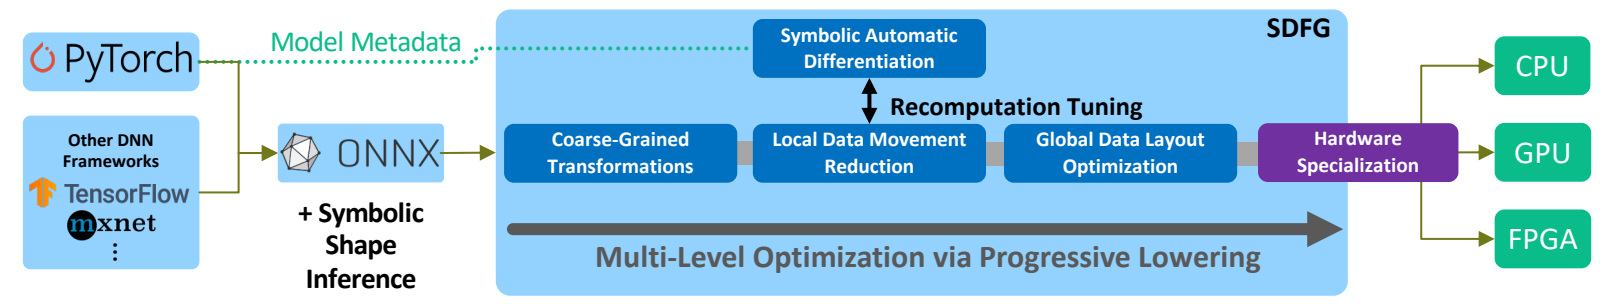 PyTorch
Other DNN
Frameworks
TensorFlow
mxnet
⋮
Model Metadata
ONNX
+ Symbolic
Shape
Inference
SDFG
Symbolic Automatic
Differentiation
Recomputation Tuning
Coarse-Grained
Transformations
Local Data Movement
Reduction
Global Data Layout
Optimization
Hardware
Specialization
Multi-Level Optimization via Progressive Lowering
CPU
GPU
FPGA